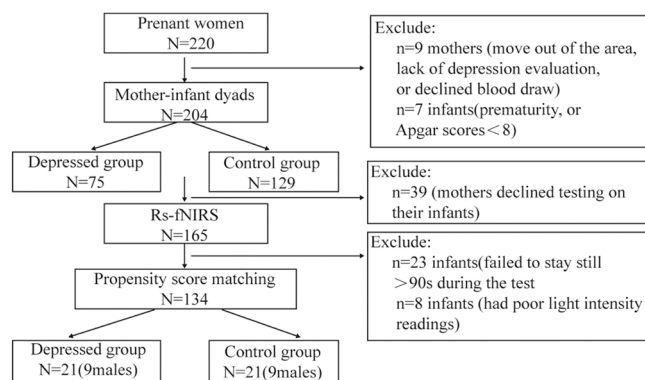 Prenant women
N=220
Exclude:
n=9 mothers (move out of the area,
lack of depression evaluation,
or declined blood draw)
n=7 infants(prematurity, or
Apgar scores<8)
Mother-infant dyads
N=204
Depressed group
N=75
Control group
N=129
Exclude:
n=39 (mothers declined testing on
their infants)
Rs-fNIRS
N=165
Exclude:
n=23 infants(failed to stay still
>90s during the test
n=8 infants (had poor light intensity
readings)
Propensity score matching
N=134
Depressed group
N=21(9males)
Control group
N=21(9males)